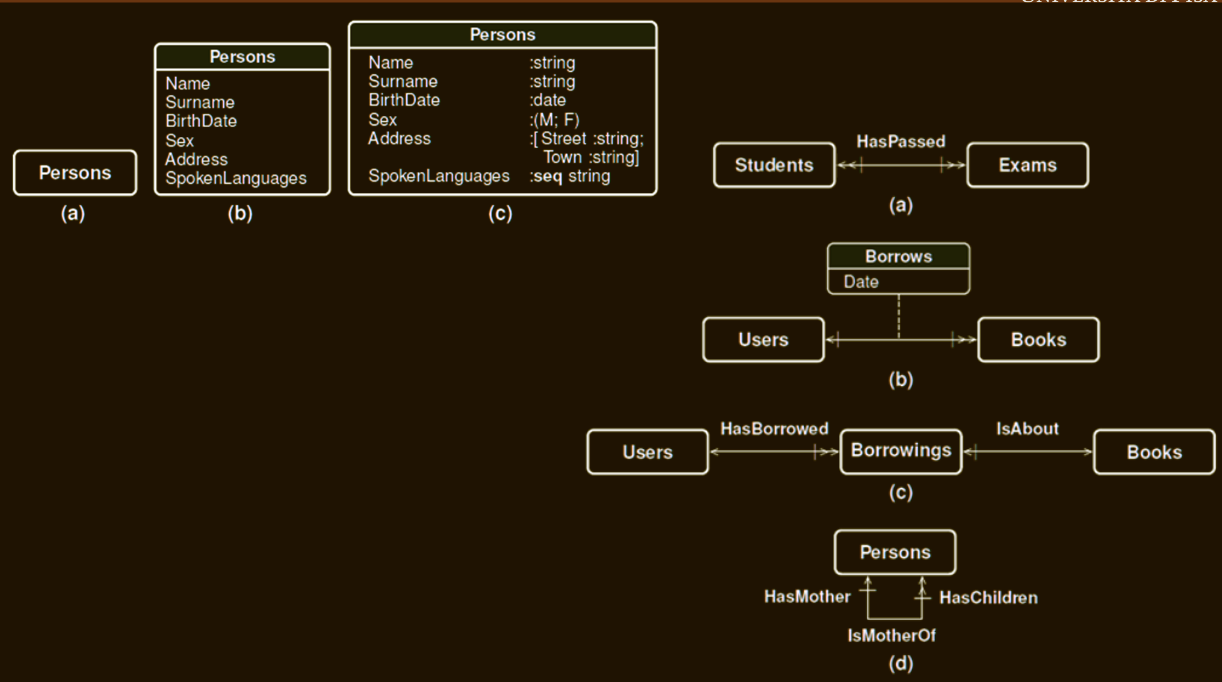 UNIVERSITÀ DI PISA
Persons
(a)
Persons
Name
Surname
BirthDate
Sex
Address
SpokenLanguages
(b)
Persons
Name :string
Surname :string
BirthDate :date
Sex :(M; F)
Address :[ Street :string;
Town :string]
SpokenLanguages :seq string
(c)
Students
HasPassed
Exams
(a)
Borrows
Date
Users
Books
(b)
Users
HasBorrowed
Borrowings
IsAbout
Books
(c)
Persons
HasMother
HasChildren
IsMotherOf
(d)